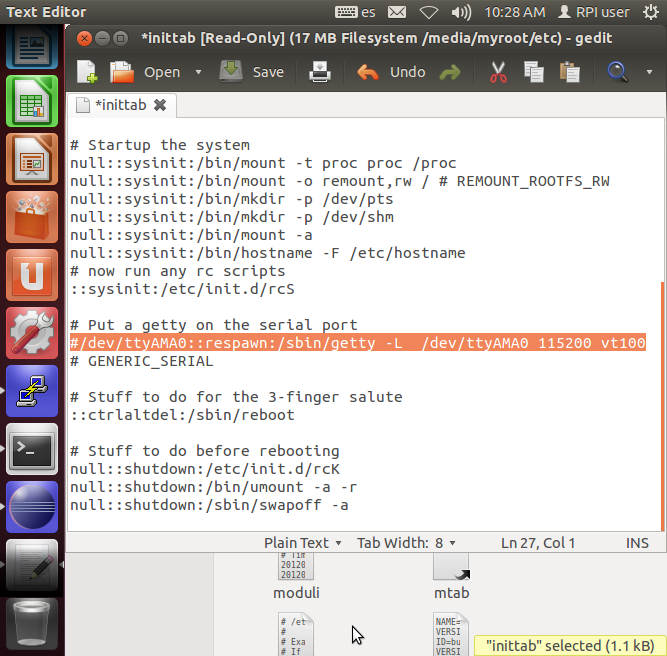 Text Editor es 10:28 AM RPI user
*inittab [Read-Only] (17 MB Filesystem /media/myroot/etc) - gedit
Open Save Undo
*inittab
# Startup the system
null::sysinit:/bin/mount -t proc proc /proc
null::sysinit:/bin/mount -o remount,rw / # REMOUNT_ROOTFS_RW
null::sysinit:/bin/mkdir -p /dev/pts
null::sysinit:/bin/mkdir -p /dev/shm
null::sysinit:/bin/mount -a
null::sysinit:/bin/hostname -F /etc/hostname
# now run any rc scripts
::sysinit:/etc/init.d/rcS
# Put a getty on the serial port
#/dev/ttyAMA0::respawn:/sbin/getty -L  /dev/ttyAMA0 115200 vt100
# GENERIC_SERIAL
# Stuff to do for the 3-finger salute
::ctrlaltdel:/sbin/reboot
# Stuff to do before rebooting
null::shutdown:/etc/init.d/rcK
null::shutdown:/bin/umount -a -r
null::shutdown:/sbin/swapoff -a
Plain Text Tab Width: 8 Ln 27, Col 1 INS
# Tim
20120
20120
moduli mtab
# /et
#
# Exa
# If
NAME=
VERSI
ID=bu
VERSI
"inittab" selected (1.1 kB)